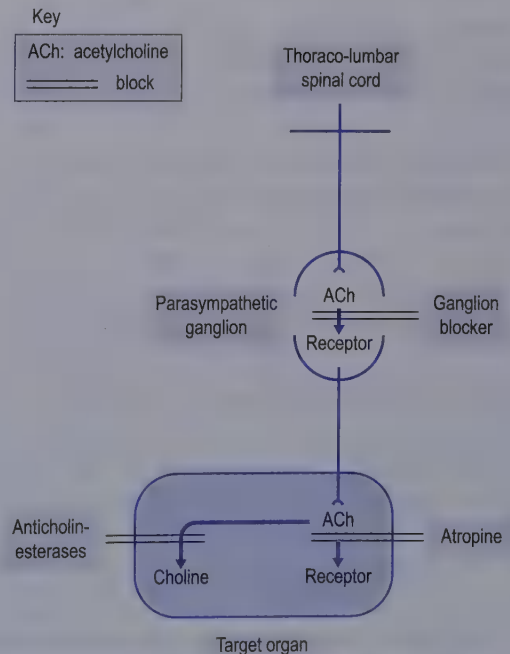 Key
ACh: acetylcholine
block
Thoraco-lumbar
spinal cord
ACh
Parasympathetic
ganglion
Ganglion
blocker
Receptor
ACh
Anticholin-
esterases
Atropine
Choline
Receptor
Target organ